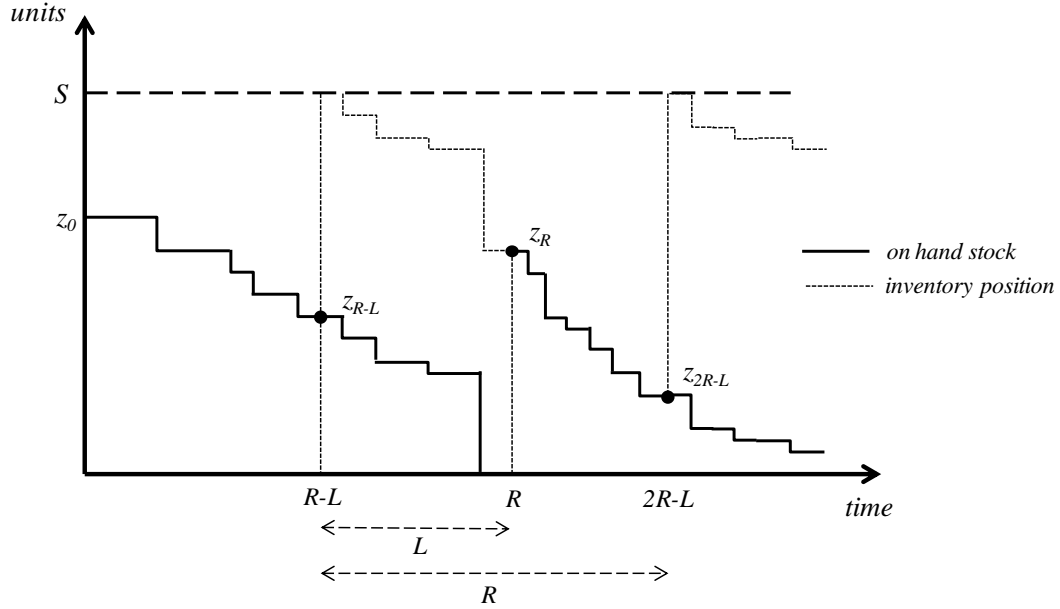 units
S
z0
zR-L
zR
z2R-L
on hand stock
inventory position
R-L
R
2R-L
time
L
R